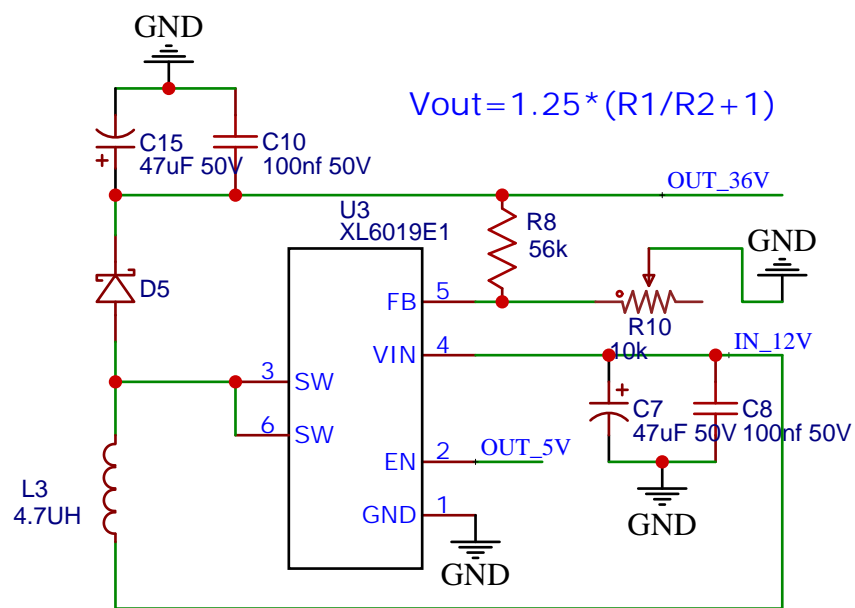 GND
Vout=1.25*(R1/R2+1)
C15
47uF 50V
C10
100nf 50V
OUT_36V
U3
XL6019E1
R8
56k
GND
D5
FB
5
R10
10k
VIN
4
IN_12V
3
SW
6
SW
C7
47uF 50V
C8
100nf 50V
EN
2
OUT_5V
L3
4.7UH
GND
1
GND
GND